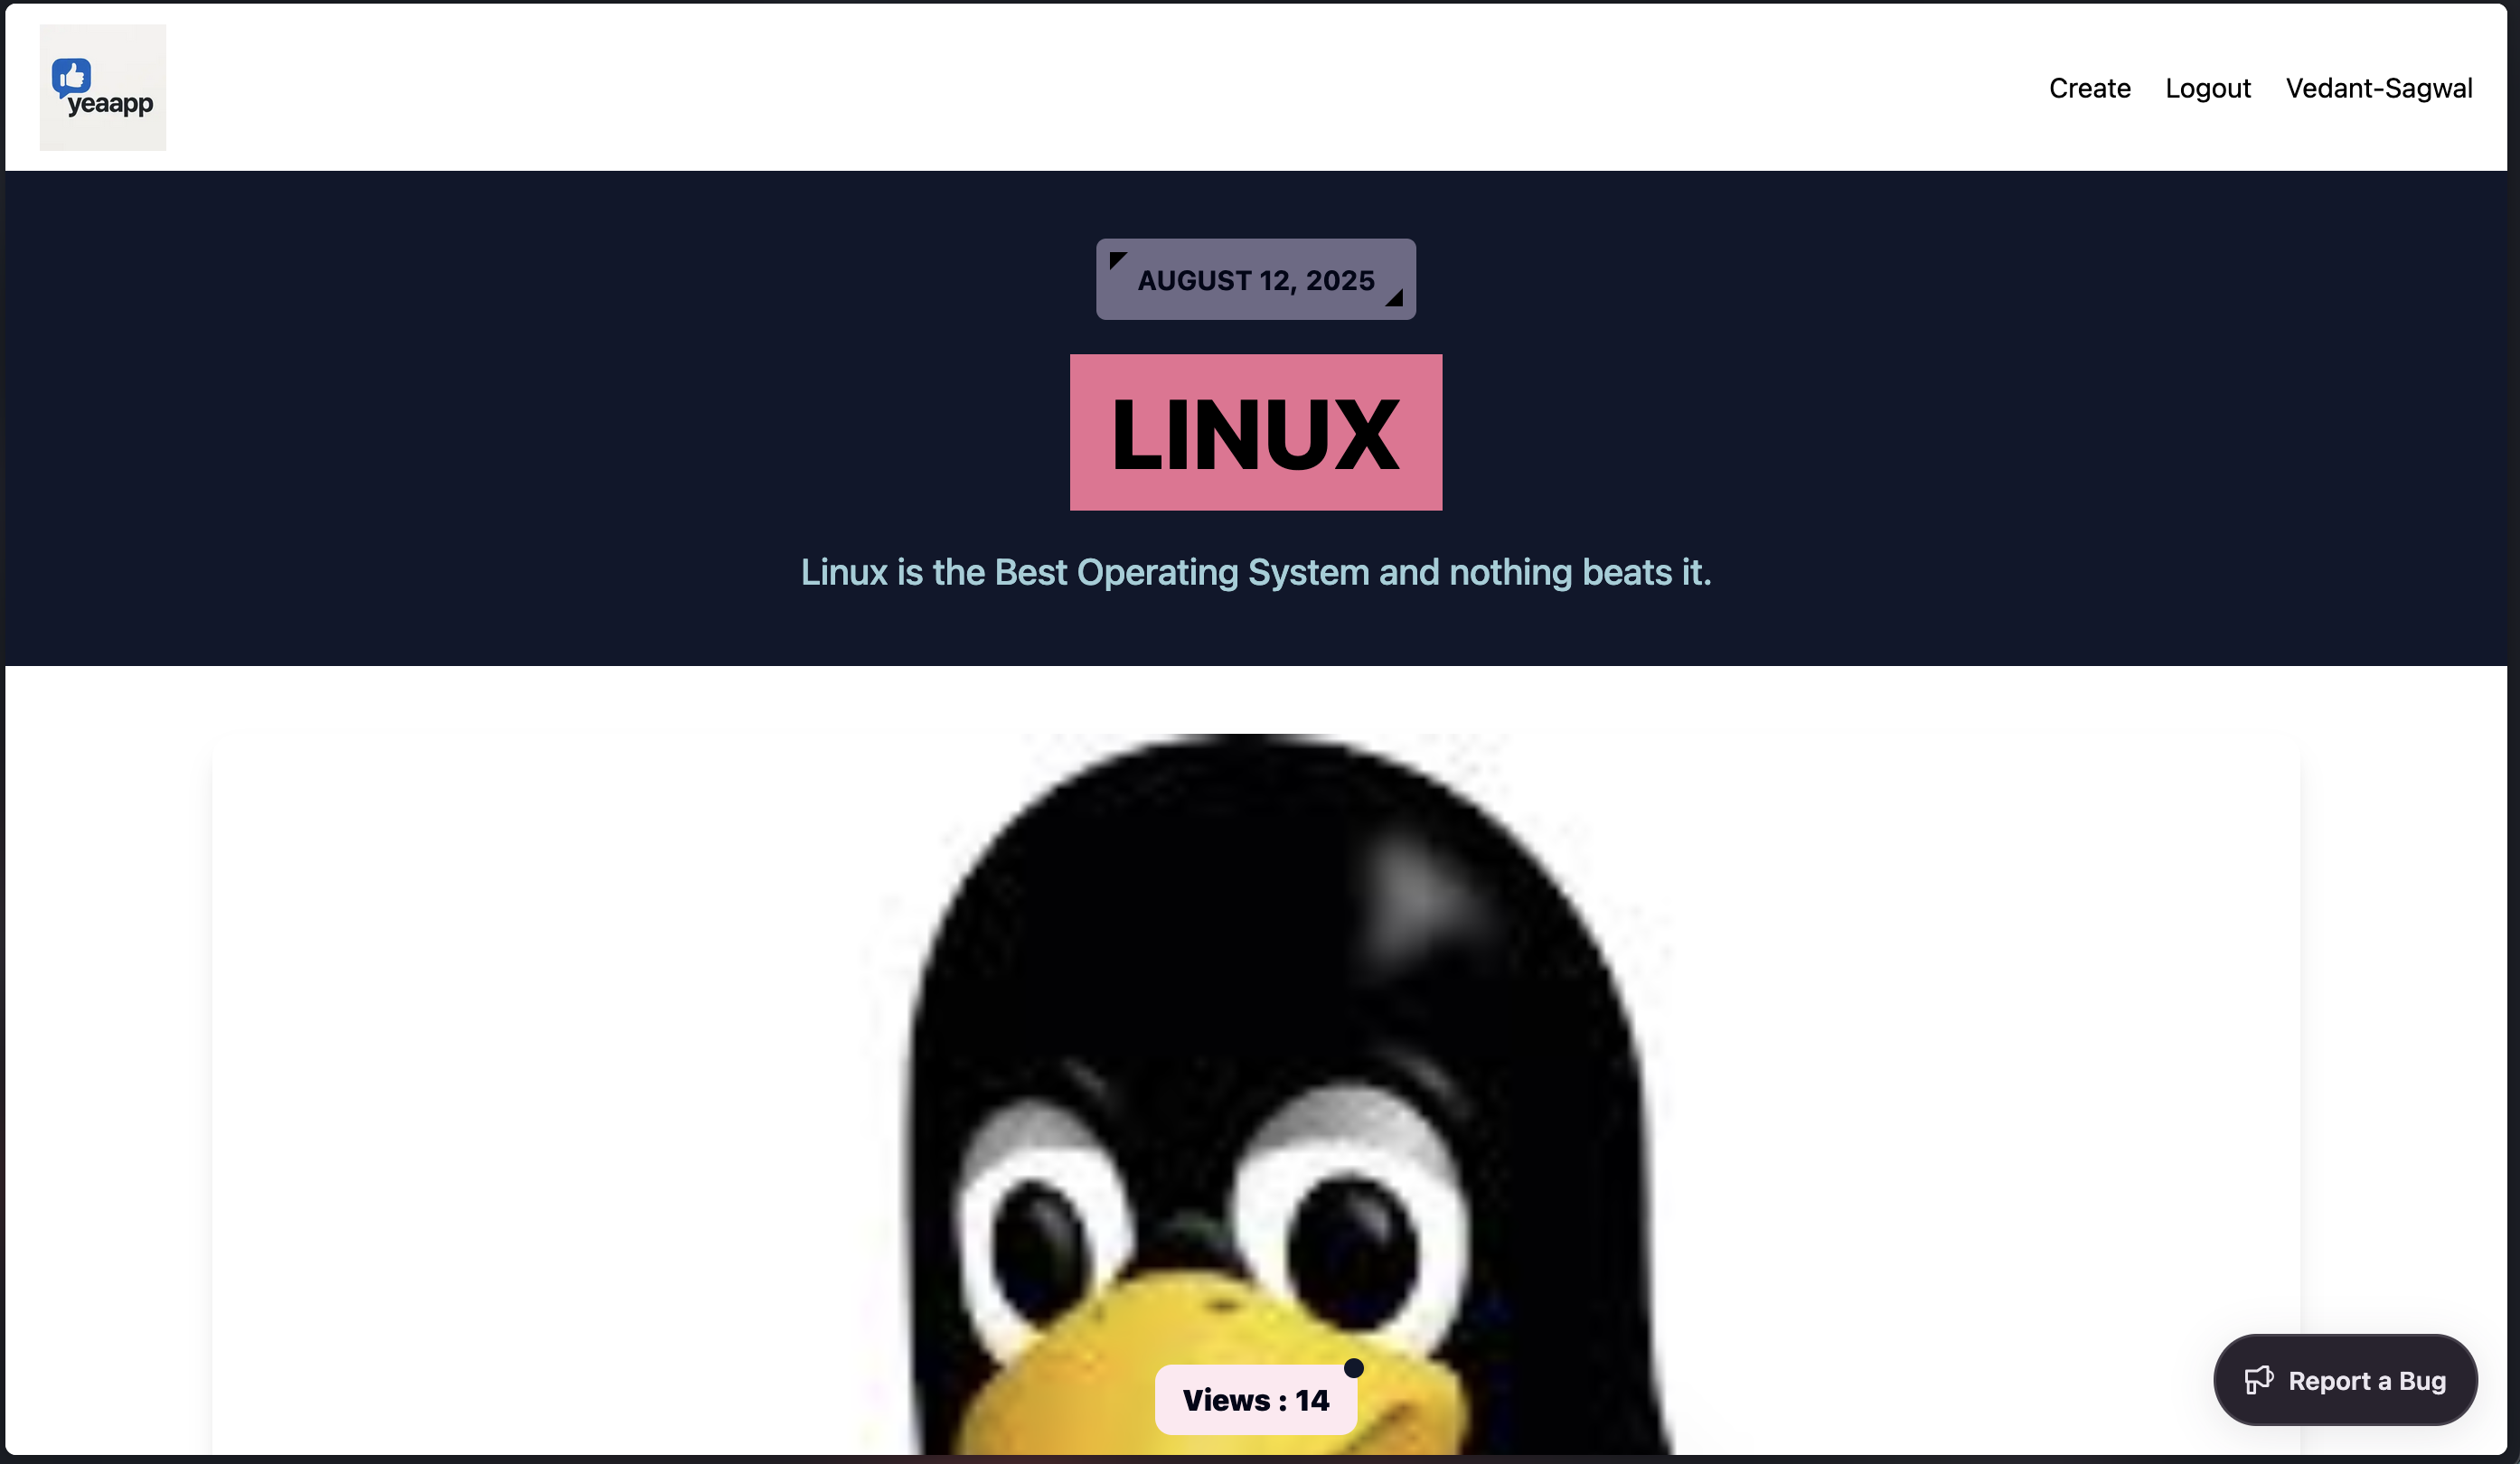 yeaapp
Create Logout Vedant-Sagwal
AUGUST 12, 2025
LINUX
Linux is the Best Operating System and nothing beats it.
Views : 14
Report a Bug